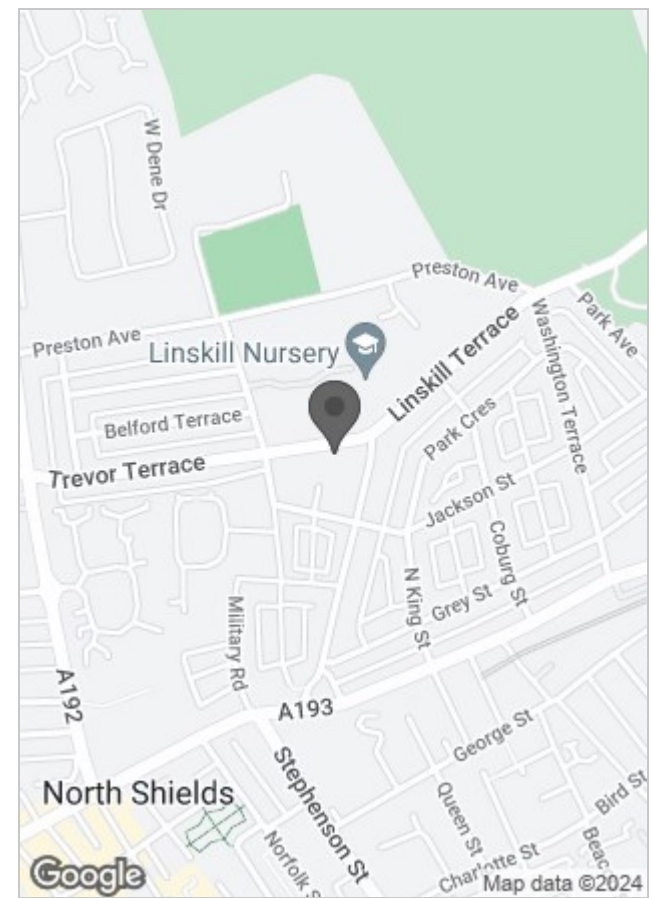 W Dene Dr
Preston Ave
Park Ave
Preston Ave
Linskill Nursery
Linskill Terrace
Washington Terrace
Belford Terrace
Park Cres
Trevor Terrace
Jackson St
Coburg St
N King St
Grey St
Military Rd
A192
A193
George St
Stephenson St
North Shields
Queen St
Bird St
Norfolk S
Beac
Charlotte St
Google
Map data ©2024